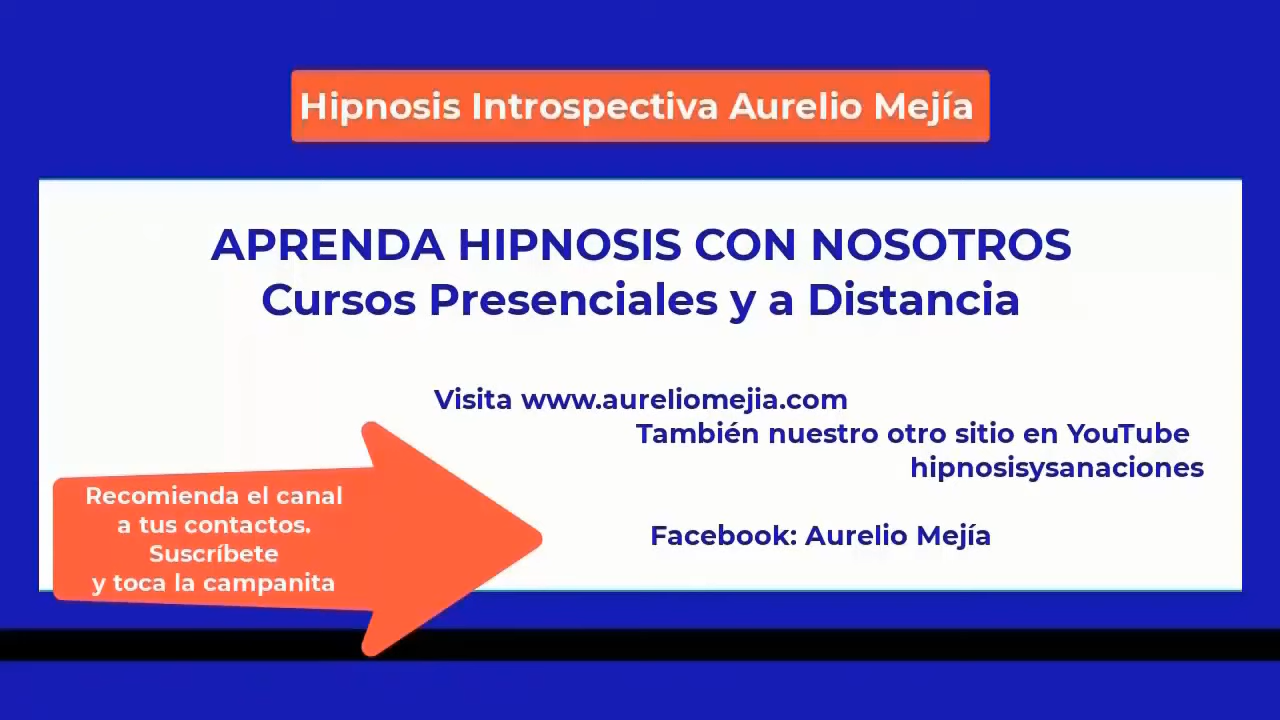 Hipnosis Introspectiva Aurelio Mejía
APRENDA HIPNOSIS CON NOSOTROS
Cursos Presenciales y a Distancia
Visita www.aureliomejia.com
También nuestro otro sitio en YouTube
hipnosisysanaciones
Facebook: Aurelio Mejía
Recomienda el canal
a tus contactos.
Suscríbete
y toca la campanita